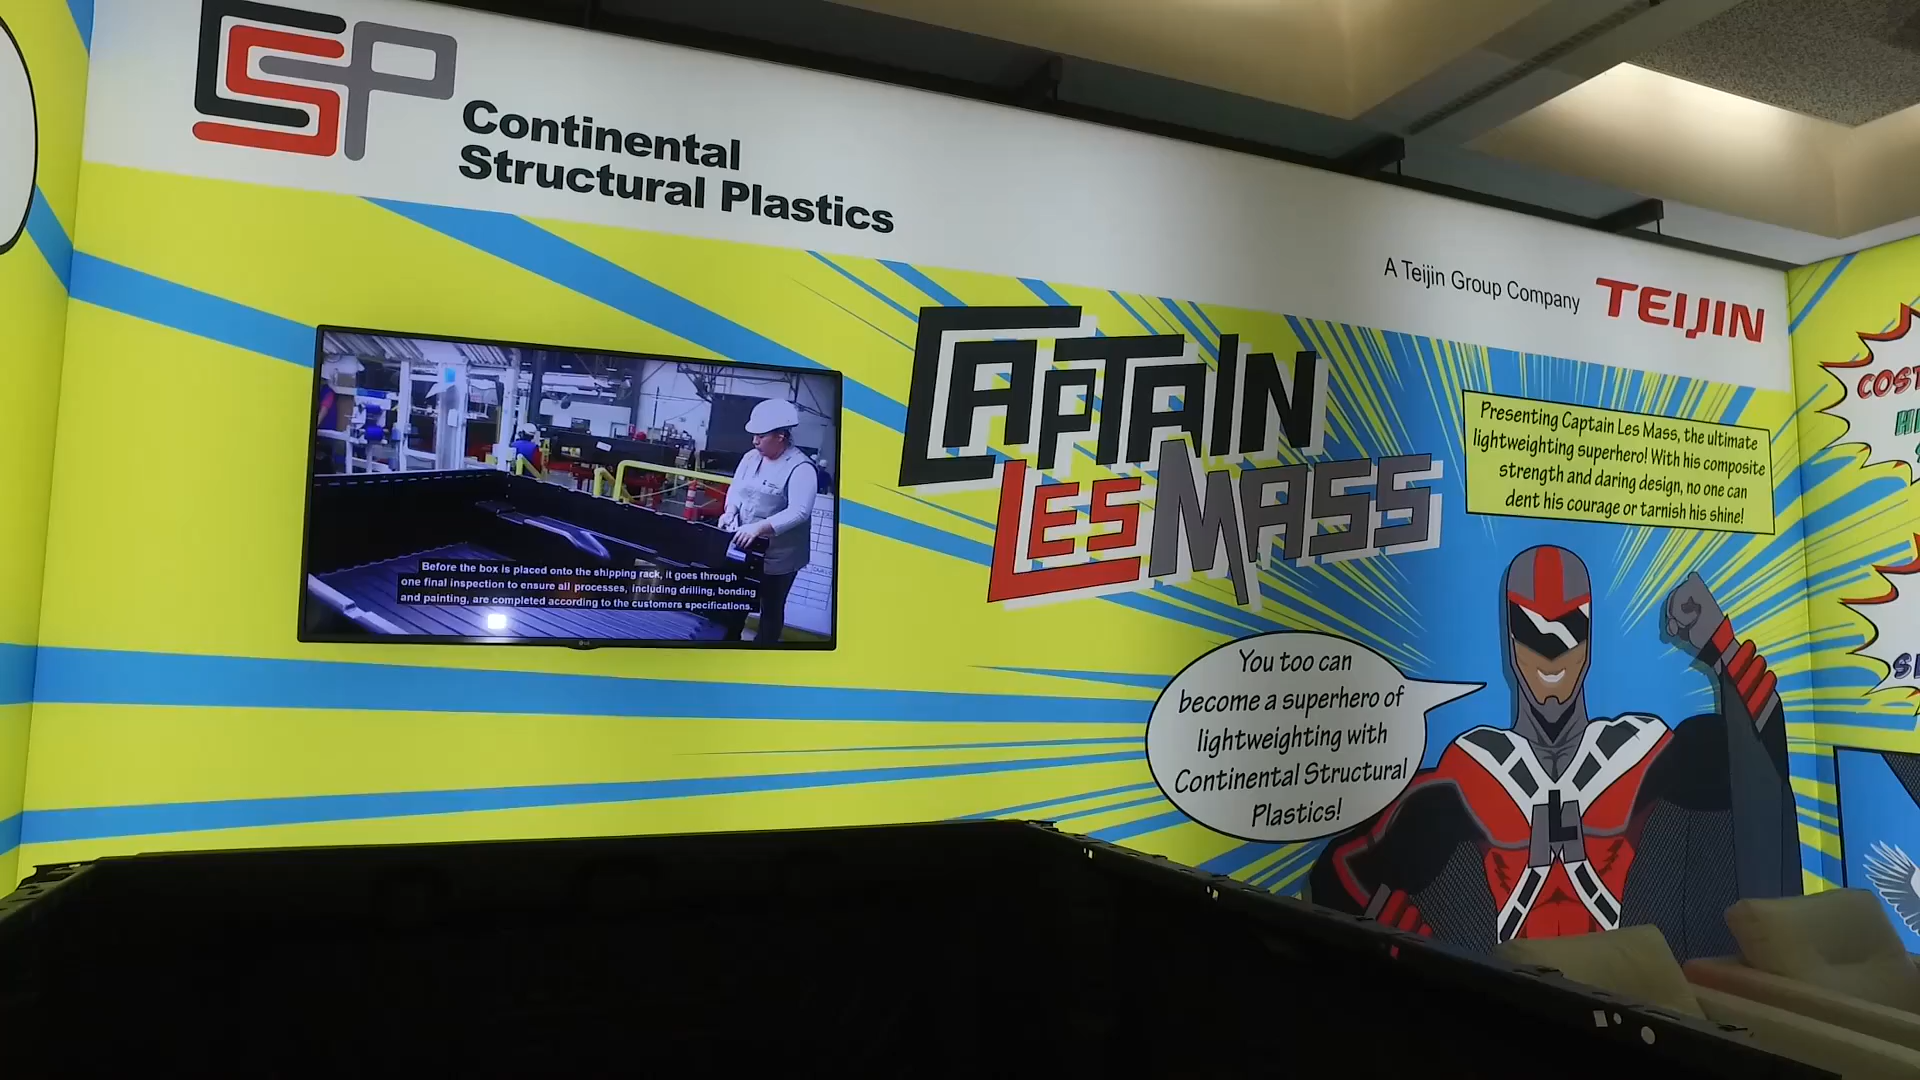 CSP
Continental
Structural Plastics
A Teijin Group Company
TEIJIN
CAPTAIN
LES MASS
Presenting Captain Les Mass, the ultimate
lightweighting superhero! With his composite
strength and daring design, no one can
dent his courage or tarnish his shine!
Before the box is placed onto the shipping rack, it goes through
one final inspection to ensure all processes, including drilling, bonding
and painting, are completed according to the customers specifications.
LG
You too can
become a superhero of
lightweighting with
Continental Structural
Plastics!
LM